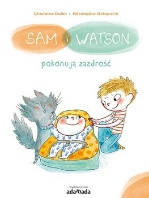 Ghislaine Dulier • Bérengère Delaporte
SAM i WATSON
pokonują zazdrość
adamada